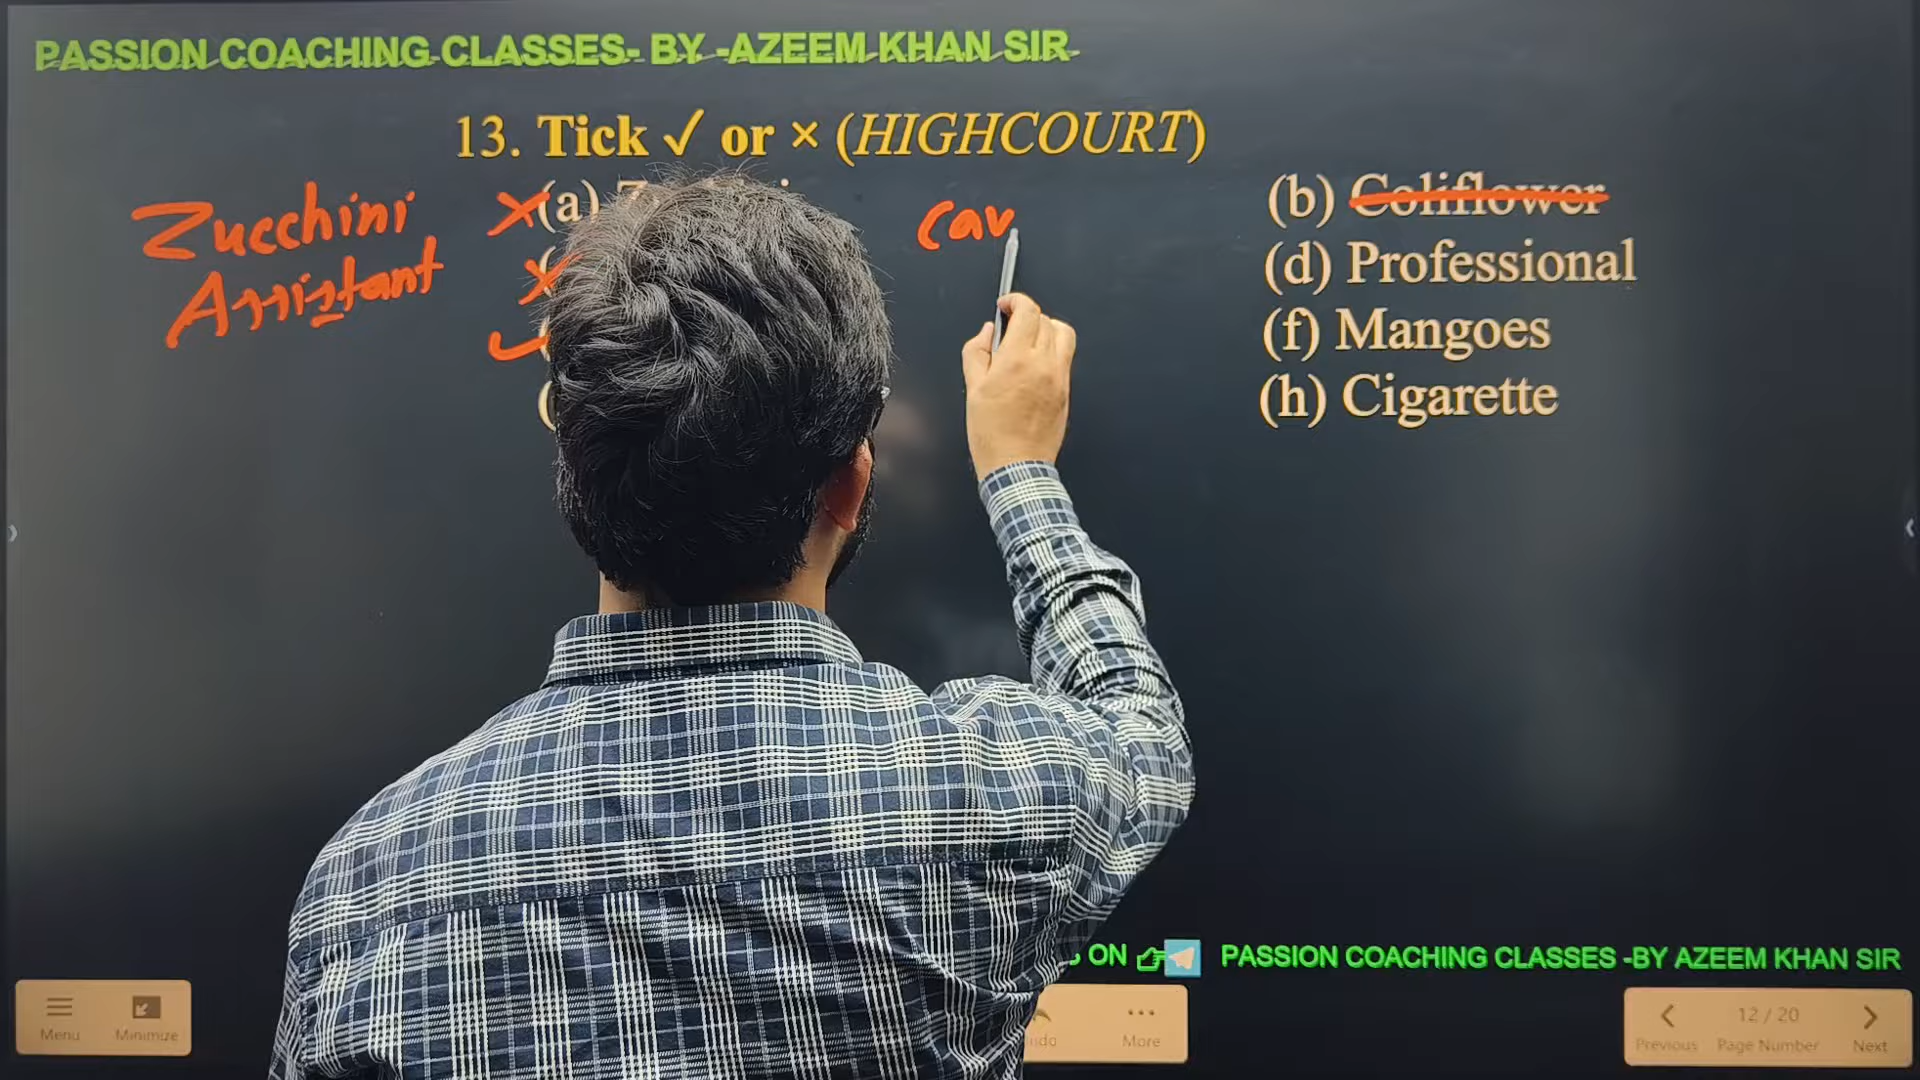 PASSION COACHING CLASSES- BY -AZEEM KHAN SIR
13. Tick ✓ or × (HIGHCOURT)
Zucchini
× (a)
Cau
(b) Coliflower
Assistant
×
(d) Professional
✓
(f) Mangoes
(h) Cigarette
ON PASSION COACHING CLASSES -BY AZEEM KHAN SIR
Menu
Minimize
More
12 / 20
Previous
Page Number
Next